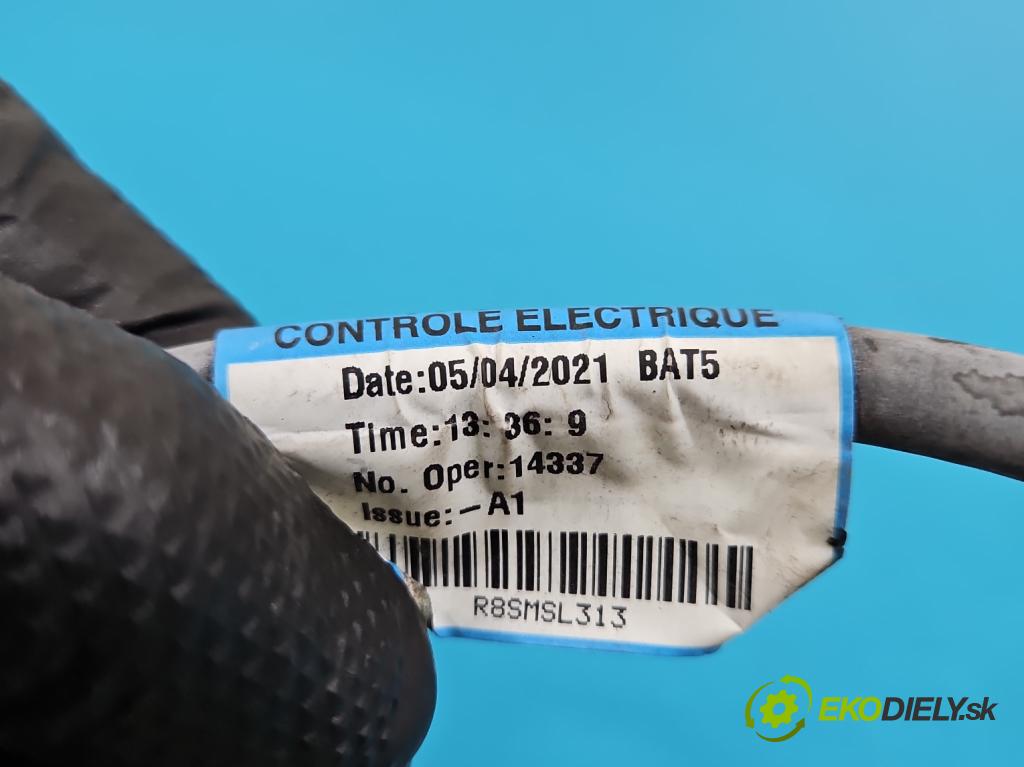 CONTROLE ELECTRIQUE
Date:05/04/2021 BAT5
Time:13: 36: 9
No. Oper:14337
Issue:-A1
R8SMSL313
EKODIELY.sk